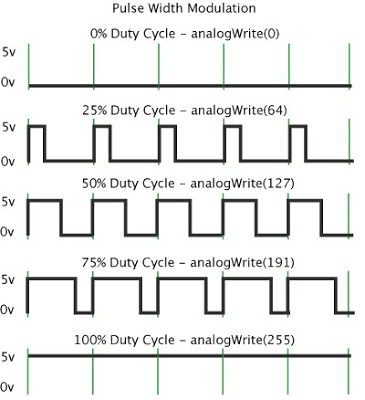 Pulse Width Modulation
0% Duty Cycle – analogWrite(0)
5v
0v
25% Duty Cycle – analogWrite(64)
5v
0v
50% Duty Cycle – analogWrite(127)
5v
0v
75% Duty Cycle – analogWrite(191)
5v
0v
100% Duty Cycle – analogWrite(255)
5v
0v